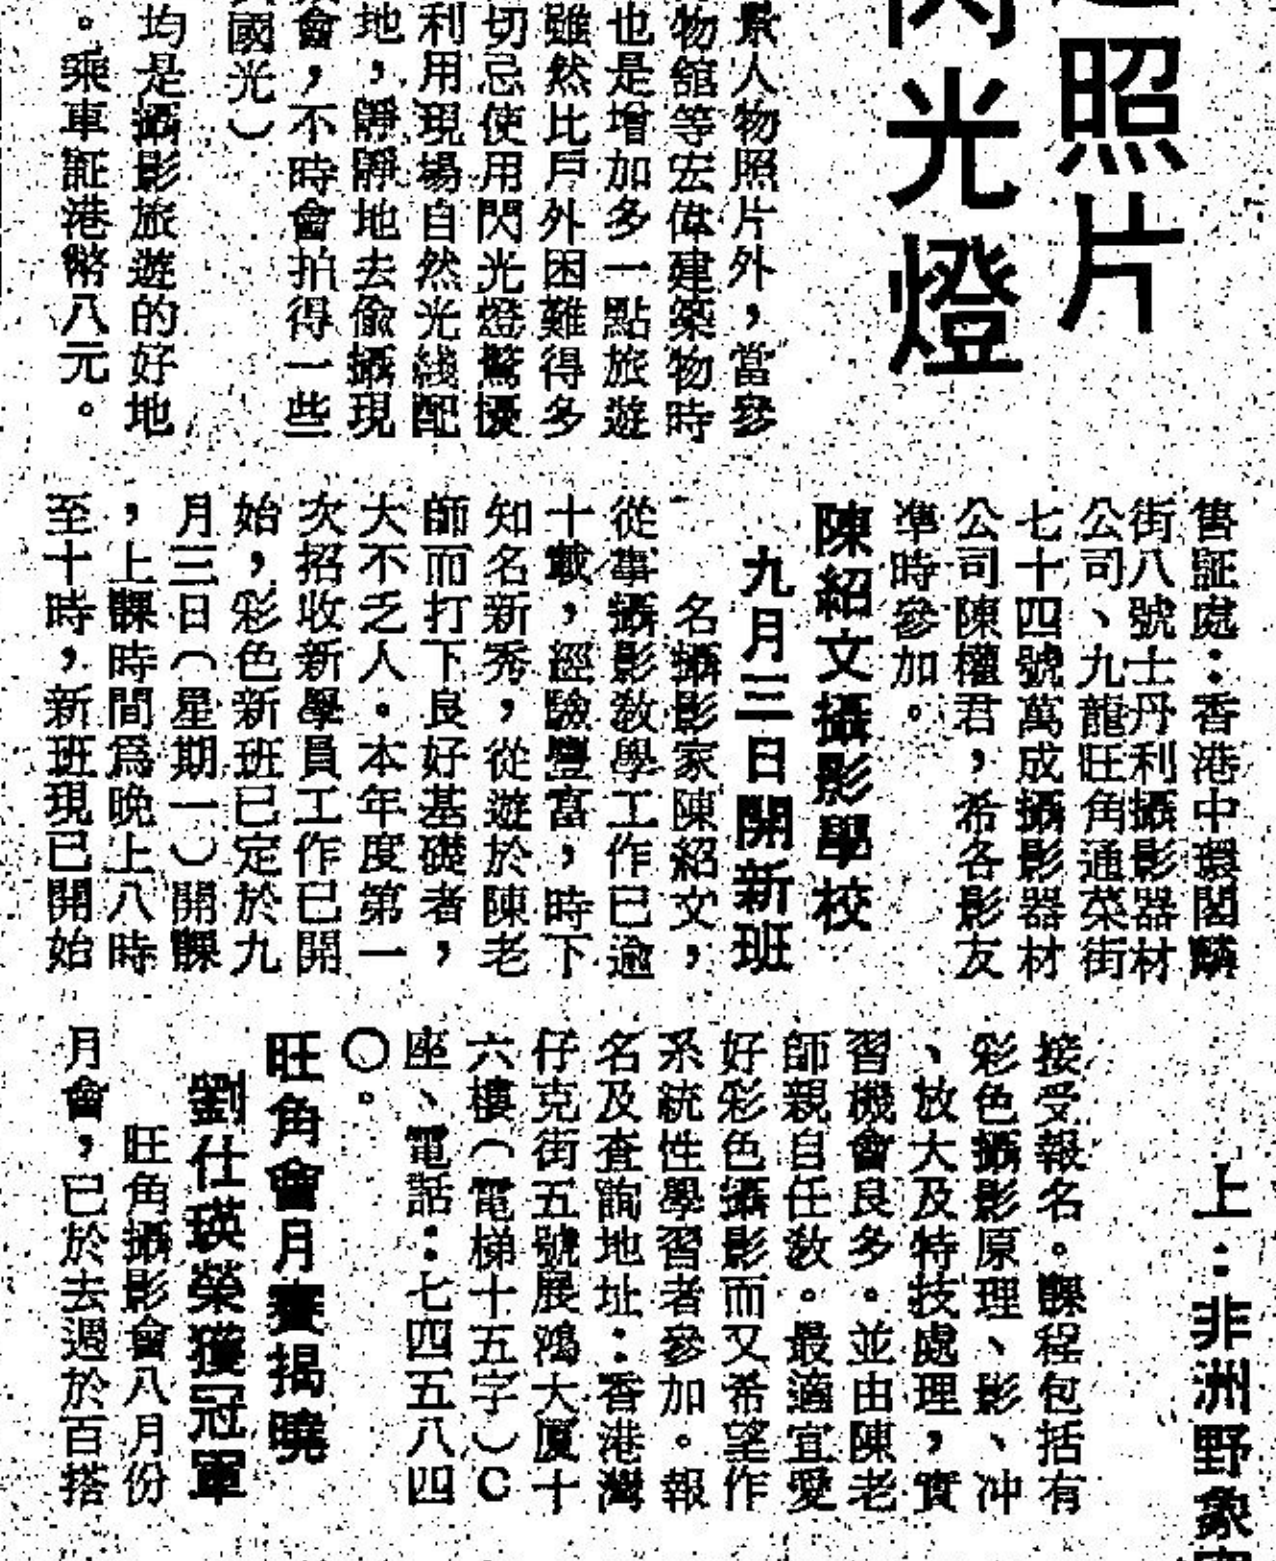 照片
閃光燈
景人物照片外，當參
物舘等宏偉建築物時
也是增加多一點旅遊
雖然比戶外困難得多
切忌使用閃光燈驚擾
利用現場自然光綫配
地，靜靜地去偷攝現
會，不時會拍得一些
國光）
均是攝影旅遊的好地
。乘車証港幣八元。
售証處：香港中環閣麟
街八號士丹利攝影器材
公司、九龍旺角通菜街
七十四號萬成攝影器材
公司陳權君，希各影友
準時參加。
陳紹文攝影學校
九月三日開新班
名攝影家陳紹文，
從事攝影敎學工作已逾
十載，經驗豐富，時下
知名新秀，從遊於陳老
師而打下良好基礎者，
大不乏人。本年度第一
次招收新學員工作已開
始，彩色新班已定於九
月三日（星期一）開課
，上課時間爲晚上八時
至十時，新班現已開始
接受報名。課程包括有
彩色攝影原理、影、冲
、放大及特技處理，實
習機會良多。並由陳老
師親自任敎。最適宜愛
好彩色攝影而又希望作
系統性學習者參加。報
名及查詢地址：香港灣
仔克街五號展鴻大廈十
六樓（電梯十五字）C
座、電話：七四五八四
〇。
旺角會月賽揭曉
劉仕瑛榮獲冠軍
旺角攝影會八月份
月會，已於去週於百搭
上：非洲野象